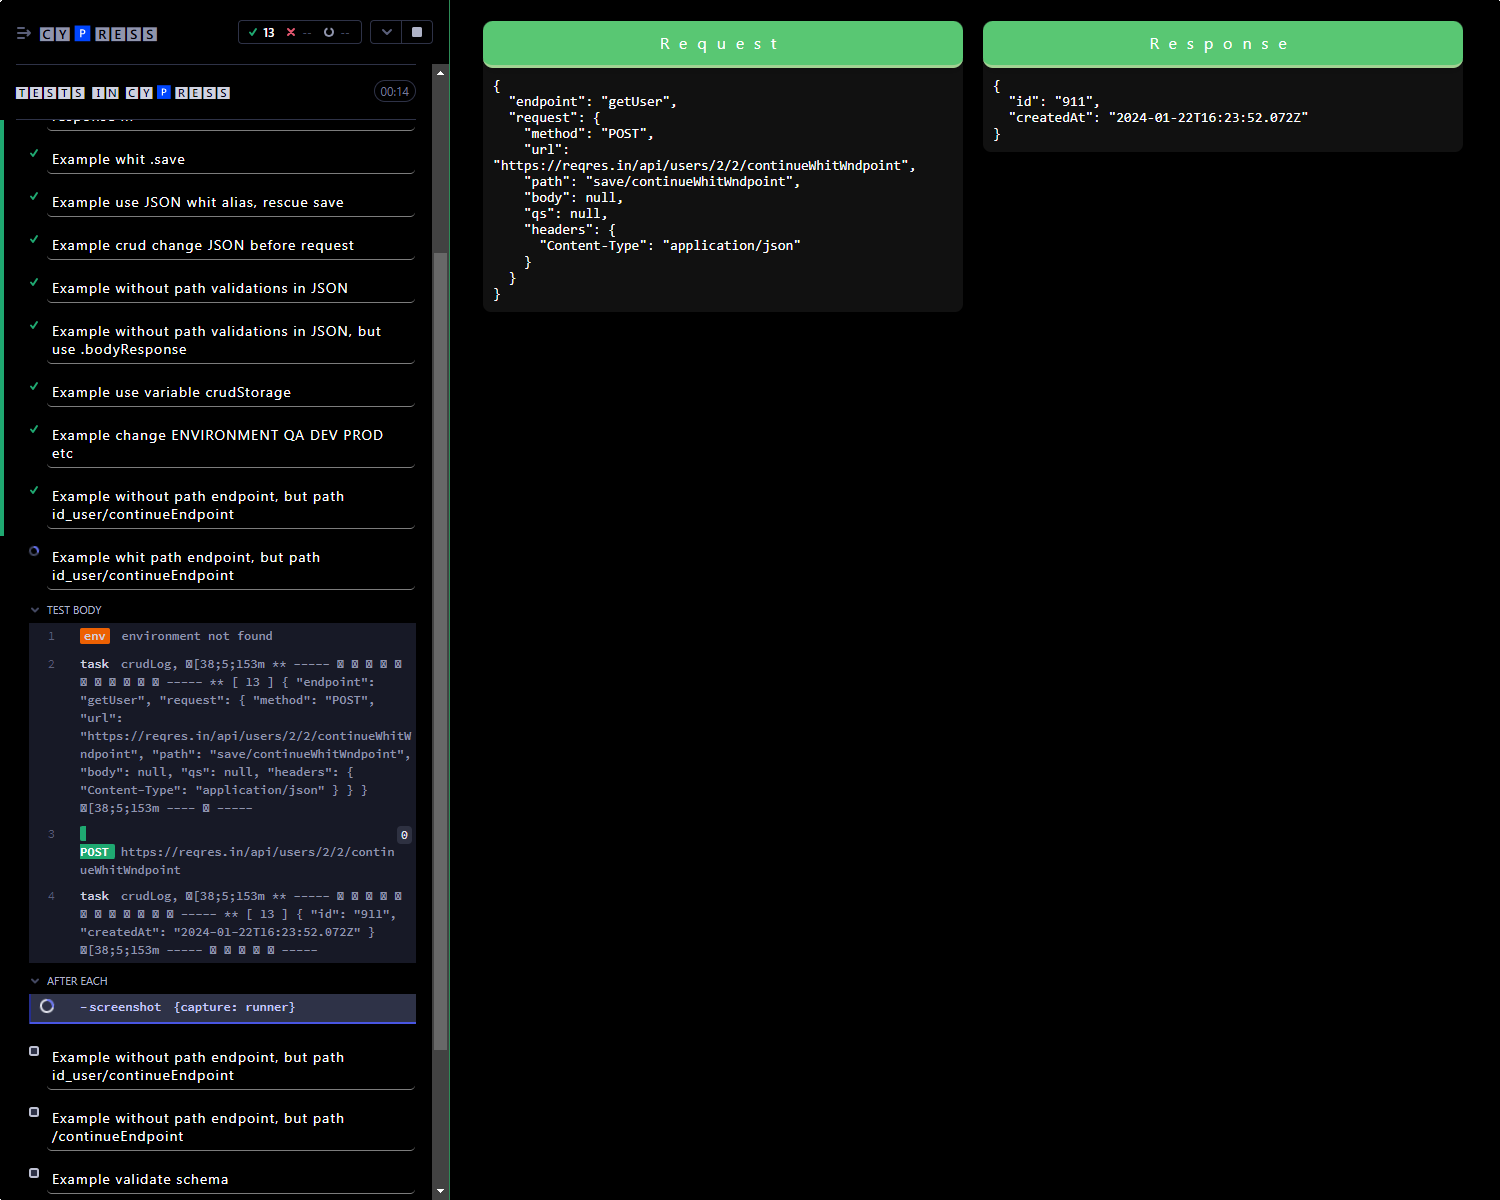 CYPRESS
13 -- --
TESTS IN CYPRESS
00:14
Example whit .save
Example use JSON whit alias, rescue save
Example crud change JSON before request
Example without path validations in JSON
Example without path validations in JSON, but
use .bodyResponse
Example use variable crudStorage
Example change ENVIRONMENT QA DEV PROD
etc
Example without path endpoint, but path
id_user/continueEndpoint
Example whit path endpoint, but path
id_user/continueEndpoint
TEST BODY
1 env environment not found
2 task crudLog, [38;5;153m ** -----
----- ** [ 13 ] { "endpoint":
"getUser", "request": { "method": "POST",
"url":
"https://reqres.in/api/users/2/2/continueWhitW
ndpoint", "path": "save/continueWhitWndpoint",
"body": null, "qs": null, "headers": {
"Content-Type": "application/json" } } }
[38;5;153m ---- -----
3 0
POST https://reqres.in/api/users/2/2/contin
ueWhitWndpoint
4 task crudLog, [38;5;153m ** -----
----- ** [ 13 ] { "id": "911",
"createdAt": "2024-01-22T16:23:52.072Z" }
[38;5;153m ----- -----
AFTER EACH
-screenshot {capture: runner}
Example without path endpoint, but path
id_user/continueEndpoint
Example without path endpoint, but path
/continueEndpoint
Example validate schema
Request
{
"endpoint": "getUser",
"request": {
"method": "POST",
"url":
"https://reqres.in/api/users/2/2/continueWhitWndpoint",
"path": "save/continueWhitWndpoint",
"body": null,
"qs": null,
"headers": {
"Content-Type": "application/json"
}
}
}
Response
{
"id": "911",
"createdAt": "2024-01-22T16:23:52.072Z"
}